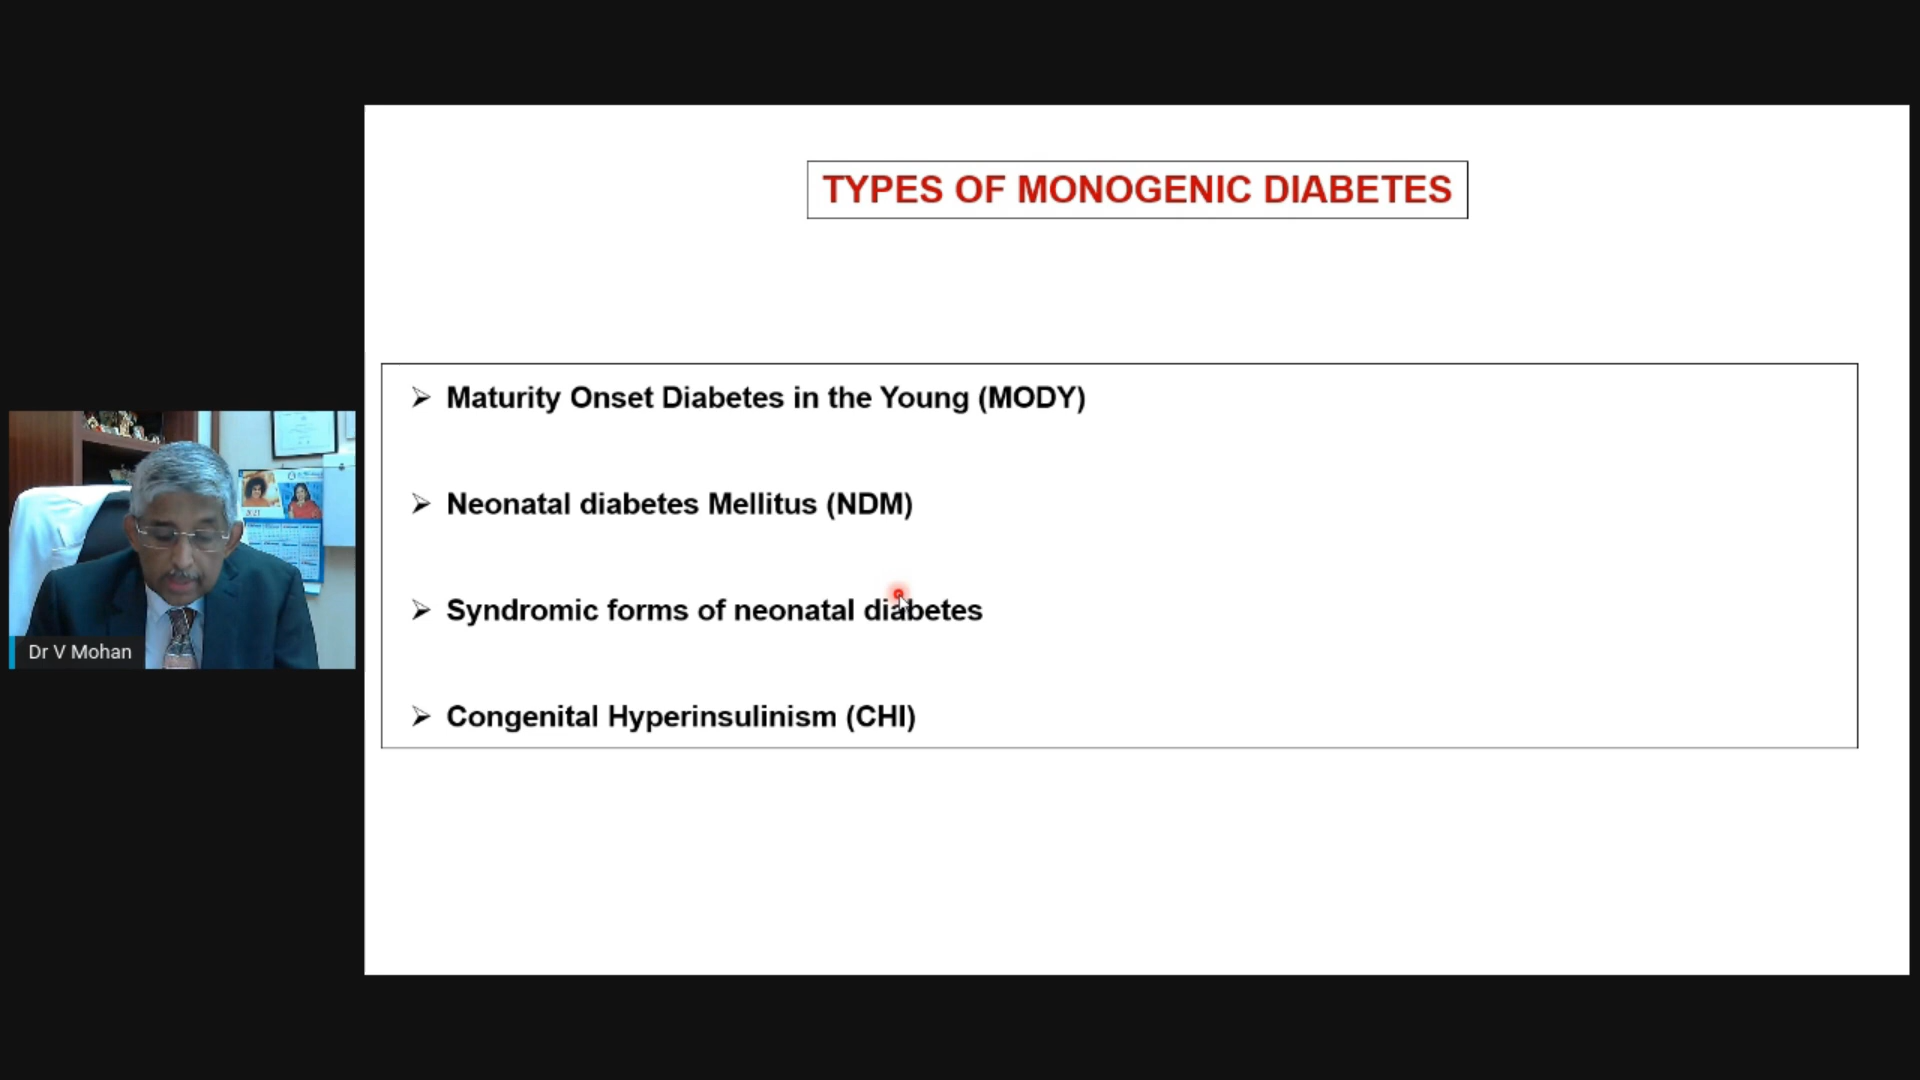 TYPES OF MONOGENIC DIABETES
Maturity Onset Diabetes in the Young (MODY)
Neonatal diabetes Mellitus (NDM)
Syndromic forms of neonatal diabetes
Congenital Hyperinsulinism (CHI)
Dr V Mohan